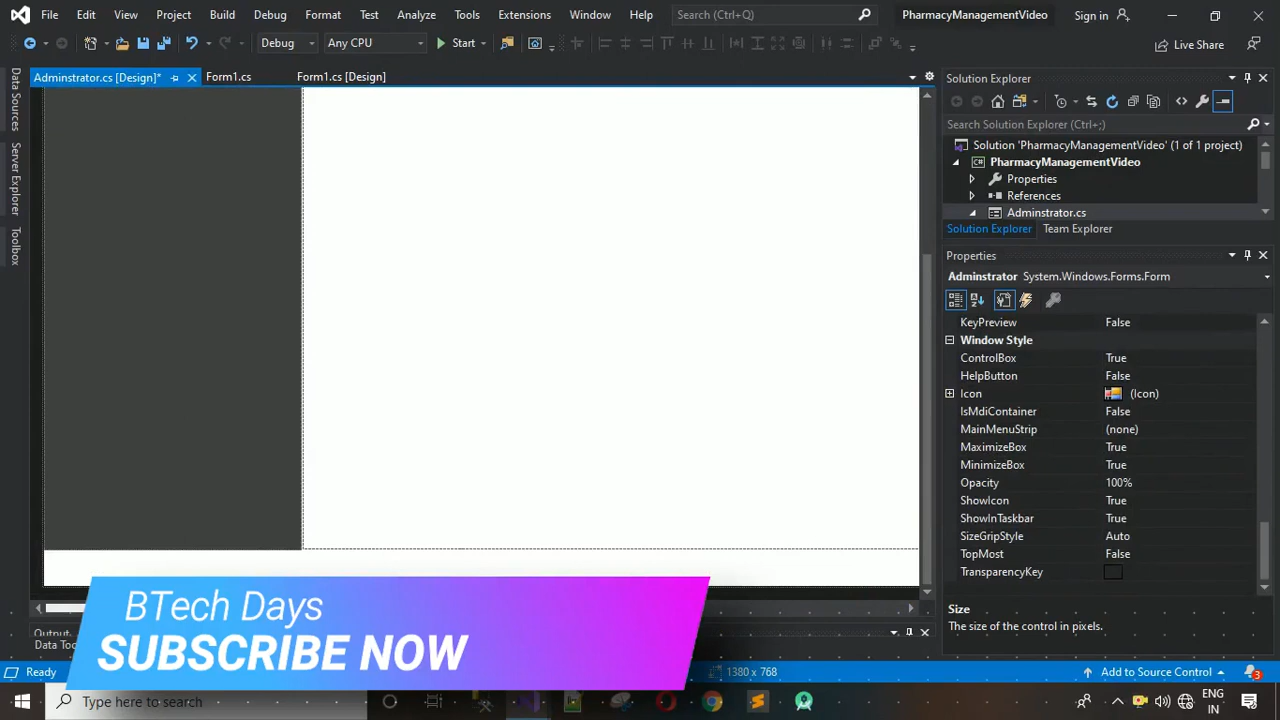 File Edit View Project Build Debug Format Test Analyze Tools Extensions Window Help Search (Ctrl+Q) PharmacyManagementVideo Sign in
Debug Any CPU Start Live Share
Adminstrator.cs [Design]* Form1.cs Form1.cs [Design]
Data Sources
Server Explorer
Toolbox
Solution Explorer
Search Solution Explorer (Ctrl+;)
Solution 'PharmacyManagementVideo' (1 of 1 project)
PharmacyManagementVideo
Properties
References
Adminstrator.cs
Solution Explorer Team Explorer
Properties
Adminstrator System.Windows.Forms.Form
KeyPreview False
Window Style
ControlBox True
HelpButton False
Icon (Icon)
IsMdiContainer False
MainMenuStrip (none)
MaximizeBox True
MinimizeBox True
Opacity 100%
ShowIcon True
ShowInTaskbar True
SizeGripStyle Auto
TopMost False
TransparencyKey
Size
The size of the control in pixels.
BTech Days
SUBSCRIBE NOW
Output
Data Too
Ready 1380 x 768 Add to Source Control 3
Type here to search ENG
IN